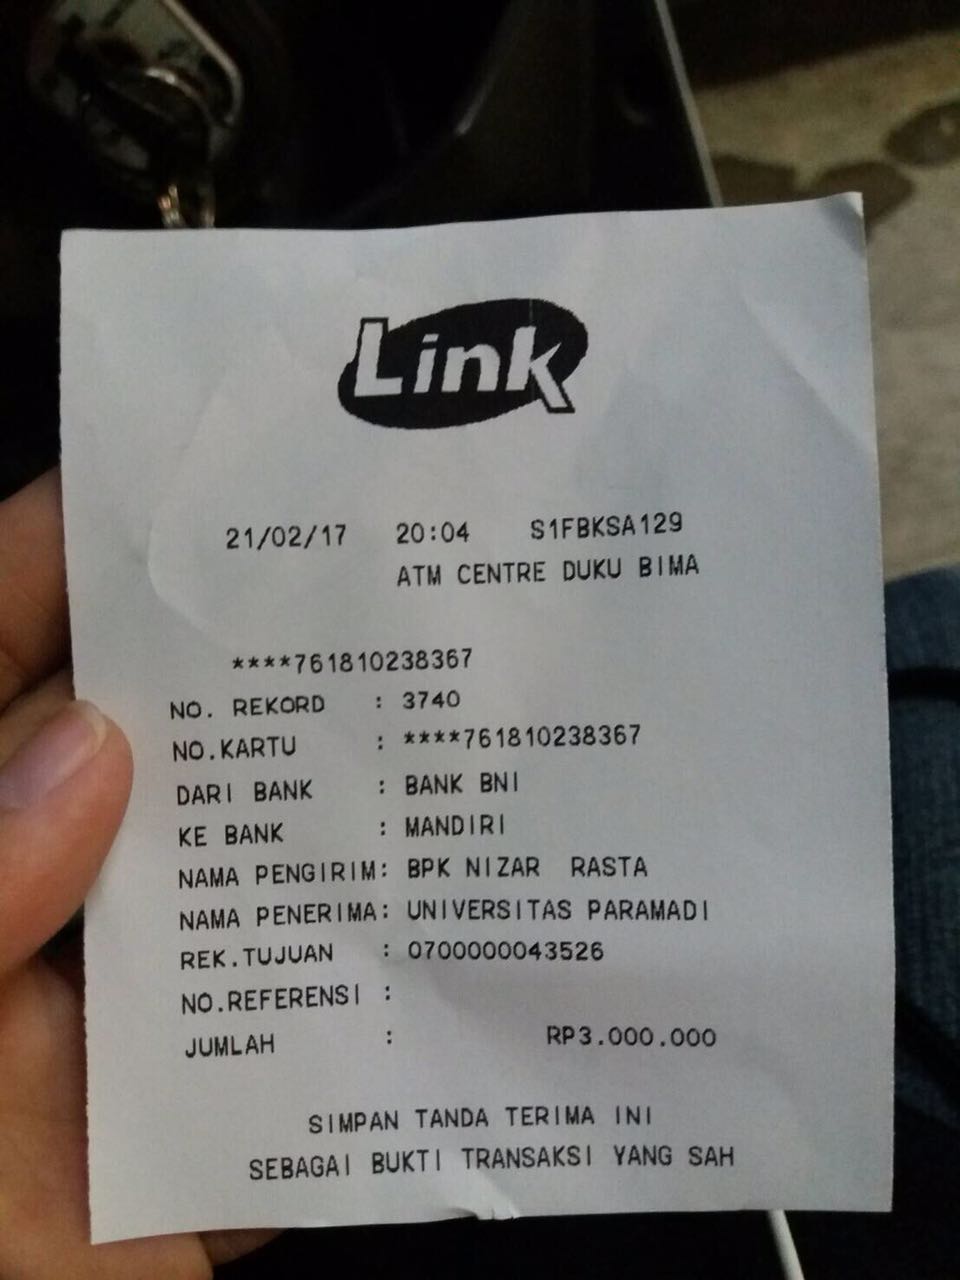 Link
21/02/17 20:04 S1FBKSA129
ATM CENTRE DUKU BIMA
****761810238367
NO. REKORD : 3740
NO.KARTU : ****761810238367
DARI BANK : BANK BNI
KE BANK : MANDIRI
NAMA PENGIRIM: BPK NIZAR RASTA
NAMA PENERIMA: UNIVERSITAS PARAMADI
REK.TUJUAN : 0700000043526
NO.REFERENSI :
JUMLAH : RP3.000.000
SIMPAN TANDA TERIMA INI
SEBAGAI BUKTI TRANSAKSI YANG SAH